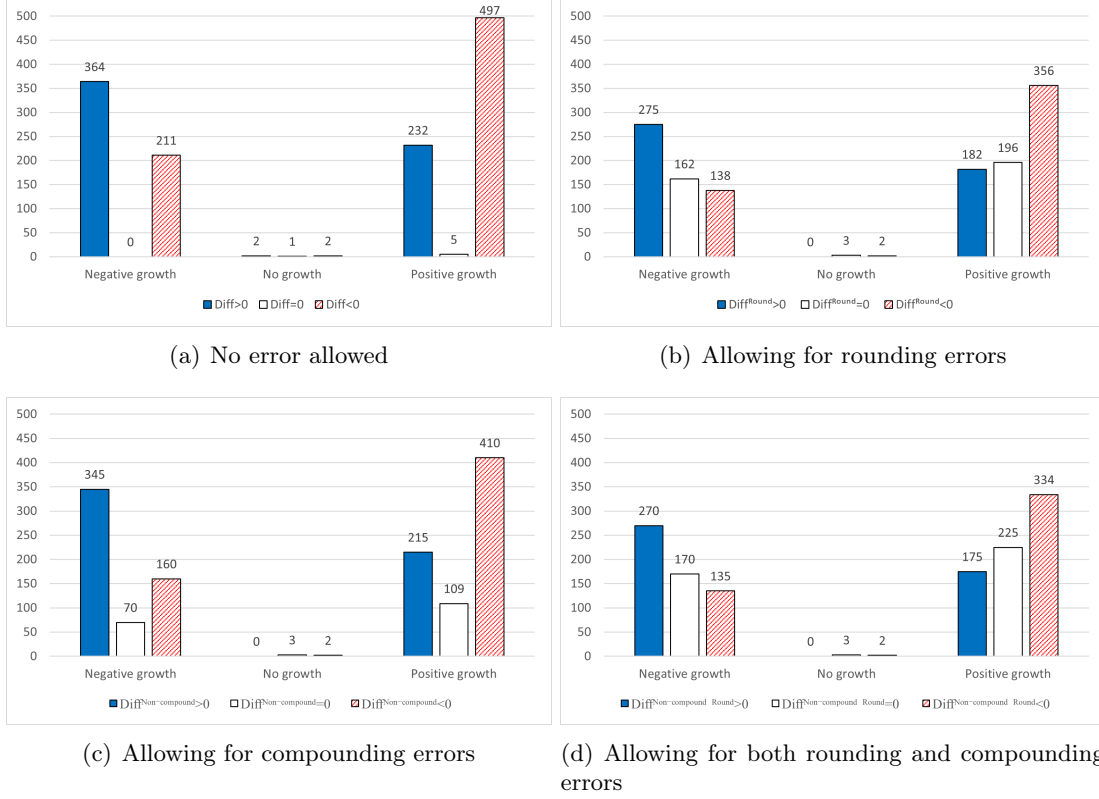 500
450
400
350
300
250
200
150
100
50
0
364
0
211
2
1
2
232
5
497
Negative growth
No growth
Positive growth
Diff>0
Diff=0
Diff<0
(a) No error allowed
500
450
400
350
300
250
200
150
100
50
0
275
162
138
0
3
2
182
196
356
Negative growth
No growth
Positive growth
Diffᴿᵒᵘⁿᵈ>0
Diffᴿᵒᵘⁿᵈ=0
Diffᴿᵒᵘⁿᵈ<0
(b) Allowing for rounding errors
500
450
400
350
300
250
200
150
100
50
0
345
70
160
0
3
2
215
109
410
Negative growth
No growth
Positive growth
Diffᴺᵒⁿ⁻ᶜᵒᵐᵖᵒᵘⁿᵈ>0
Diffᴺᵒⁿ⁻ᶜᵒᵐᵖᵒᵘⁿᵈ=0
Diffᴺᵒⁿ⁻ᶜᵒᵐᵖᵒᵘⁿᵈ<0
(c) Allowing for compounding errors
500
450
400
350
300
250
200
150
100
50
0
270
170
135
0
3
2
175
225
334
Negative growth
No growth
Positive growth
Diffᴺᵒⁿ⁻ᶜᵒᵐᵖᵒᵘⁿᵈ ᴿᵒᵘⁿᵈ>0
Diffᴺᵒⁿ⁻ᶜᵒᵐᵖᵒᵘⁿᵈ ᴿᵒᵘⁿᵈ=0
Diffᴺᵒⁿ⁻ᶜᵒᵐᵖᵒᵘⁿᵈ ᴿᵒᵘⁿᵈ<0
(d) Allowing for both rounding and compounding
errors